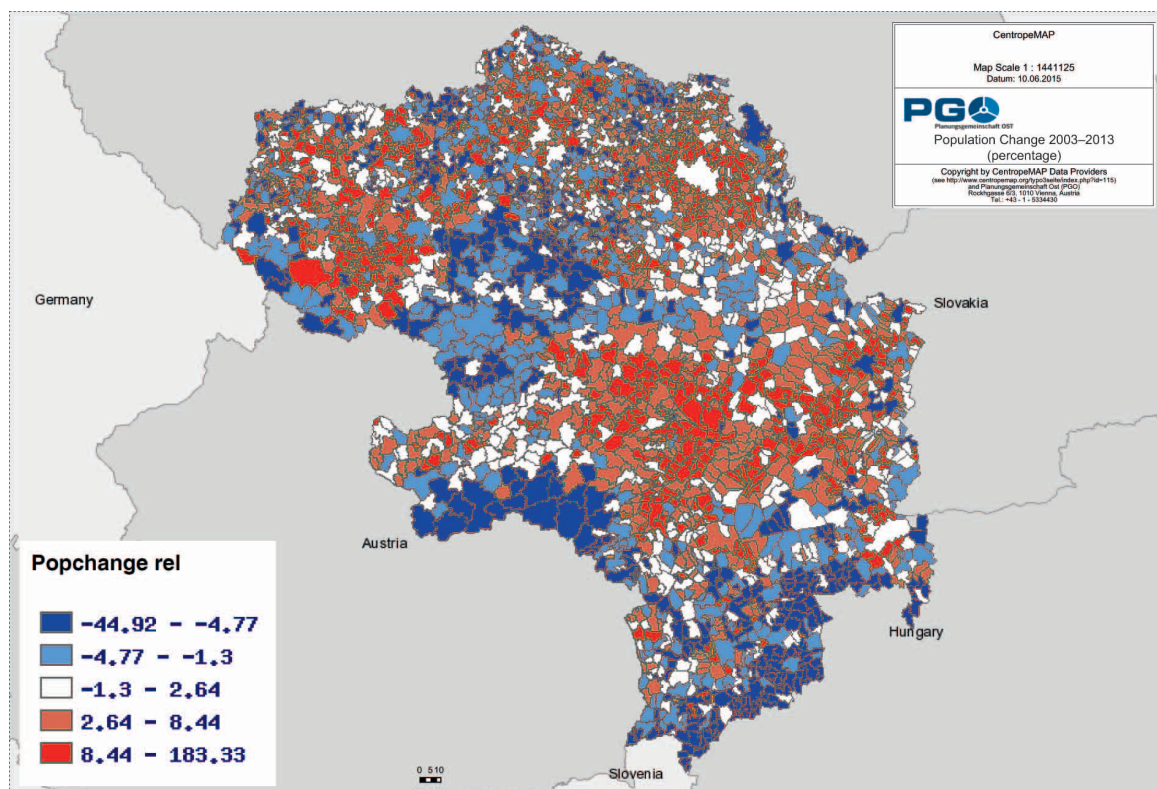 CentropeMAP
Map Scale 1 : 1441125
Datum: 10.06.2015
PGO
Planungsgemeinschaft OST
Population Change 2003–2013
(percentage)
Copyright by CentropeMAP Data Providers
(see http://www.centropemap.org/typo3seite/index.php?id=115)
and Planungsgemeinschaft Ost (PGO)
Rockhgasse 6/3, 1010 Vienna, Austria
Tel.: +43 - 1 - 5334430
Germany
Slovakia
Austria
Hungary
Slovenia
Popchange rel
-44.92 - -4.77
-4.77 - -1.3
-1.3 - 2.64
2.64 - 8.44
8.44 - 183.33
0 510